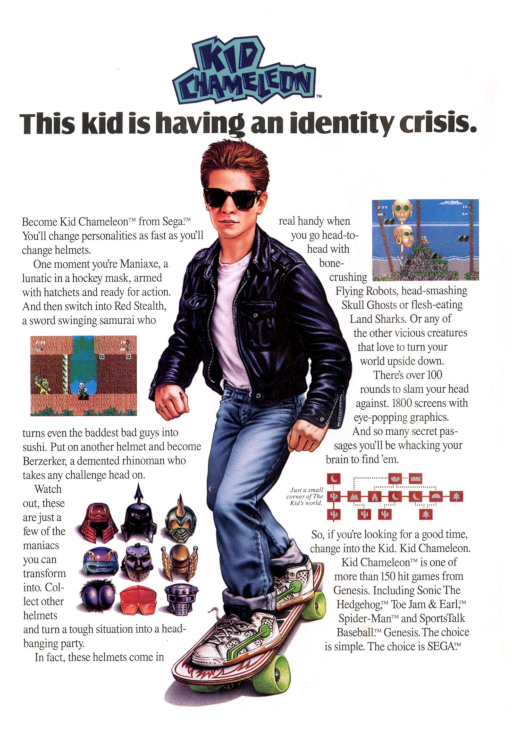 KID
CHAMELEON™
This kid is having an identity crisis.
Become Kid Chameleon™ from Sega.™
You'll change personalities as fast as you'll
change helmets.
One moment you're Maniaxe, a
lunatic in a hockey mask, armed
with hatchets and ready for action.
And then switch into Red Stealth,
a sword swinging samurai who
turns even the baddest bad guys into
sushi. Put on another helmet and become
Berzerker, a demented rhinoman who
takes any challenge head on.
Watch
out, these
are just a
few of the
maniacs
you can
transform
into. Col-
lect other
helmets
and turn a tough situation into a head-
banging party.
In fact, these helmets come in
real handy when
you go head-to-
head with
bone-
crushing
Flying Robots, head-smashing
Skull Ghosts or flesh-eating
Land Sharks. Or any of
the other vicious creatures
that love to turn your
world upside down.
There's over 100
rounds to slam your head
against. 1800 screens with
eye-popping graphics.
And so many secret pas-
sages you'll be whacking your
brain to find 'em.
Just a small
corner of The
Kid's world.
So, if you're looking for a good time,
change into the Kid. Kid Chameleon.
Kid Chameleon™ is one of
more than 150 hit games from
Genesis. Including Sonic The
Hedgehog,™ Toe Jam & Earl,™
Spider-Man™ and SportsTalk
Baseball.™ Genesis. The choice
is simple. The choice is SEGA.™